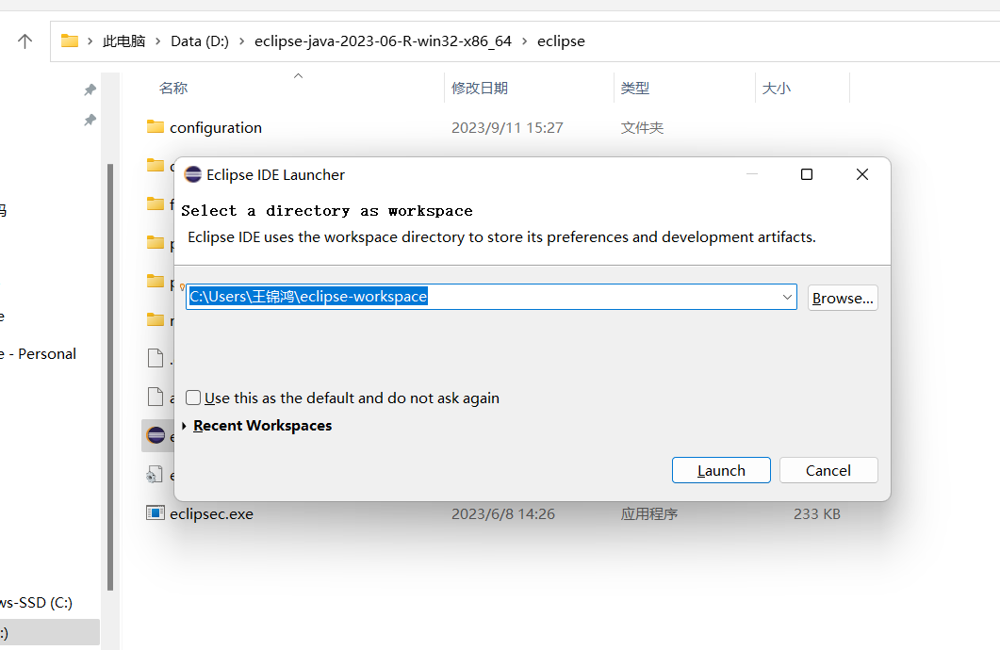 此电脑 › Data (D:) › eclipse-java-2023-06-R-win32-x86_64 › eclipse
名称 修改日期 类型 大小
configuration 2023/9/11 15:27 文件夹
Eclipse IDE Launcher
Select a directory as workspace
Eclipse IDE uses the workspace directory to store its preferences and development artifacts.
C:\Users\王锦鸿\eclipse-workspace
Browse...
- Personal
Use this as the default and do not ask again
Recent Workspaces
Launch Cancel
eclipsec.exe 2023/6/8 14:26 应用程序 233 KB
ws-SSD (C:)
:)